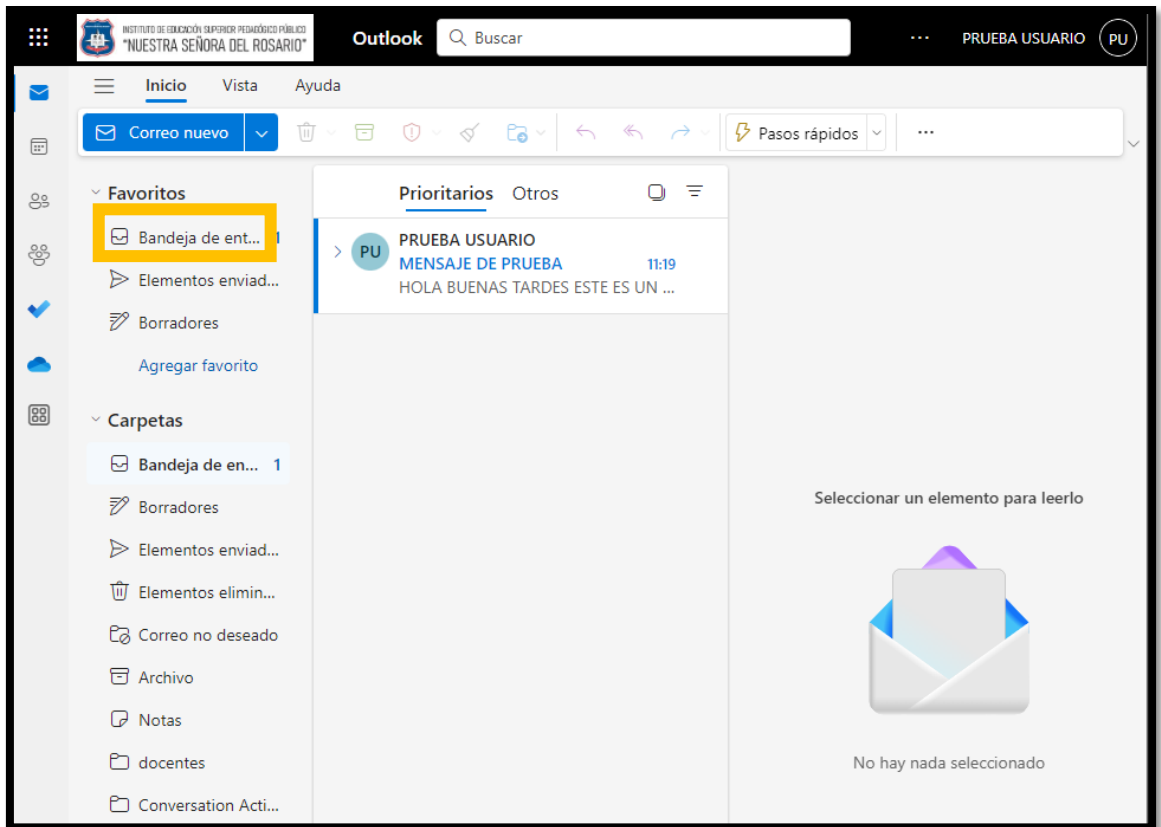 INSTITUTO DE EDUCACIÓN SUPERIOR PEDAGÓGICO PÚBLICO
"NUESTRA SEÑORA DEL ROSARIO"
Outlook
Buscar
PRUEBA USUARIO
PU
Inicio
Vista
Ayuda
Correo nuevo
Pasos rápidos
Favoritos
Bandeja de ent... 1
Elementos enviad...
Borradores
Agregar favorito
Carpetas
Bandeja de en... 1
Borradores
Elementos enviad...
Elementos elimin...
Correo no deseado
Archivo
Notas
docentes
Conversation Acti...
Prioritarios Otros
PU
PRUEBA USUARIO
MENSAJE DE PRUEBA 11:19
HOLA BUENAS TARDES ESTE ES UN ...
Seleccionar un elemento para leerlo
No hay nada seleccionado